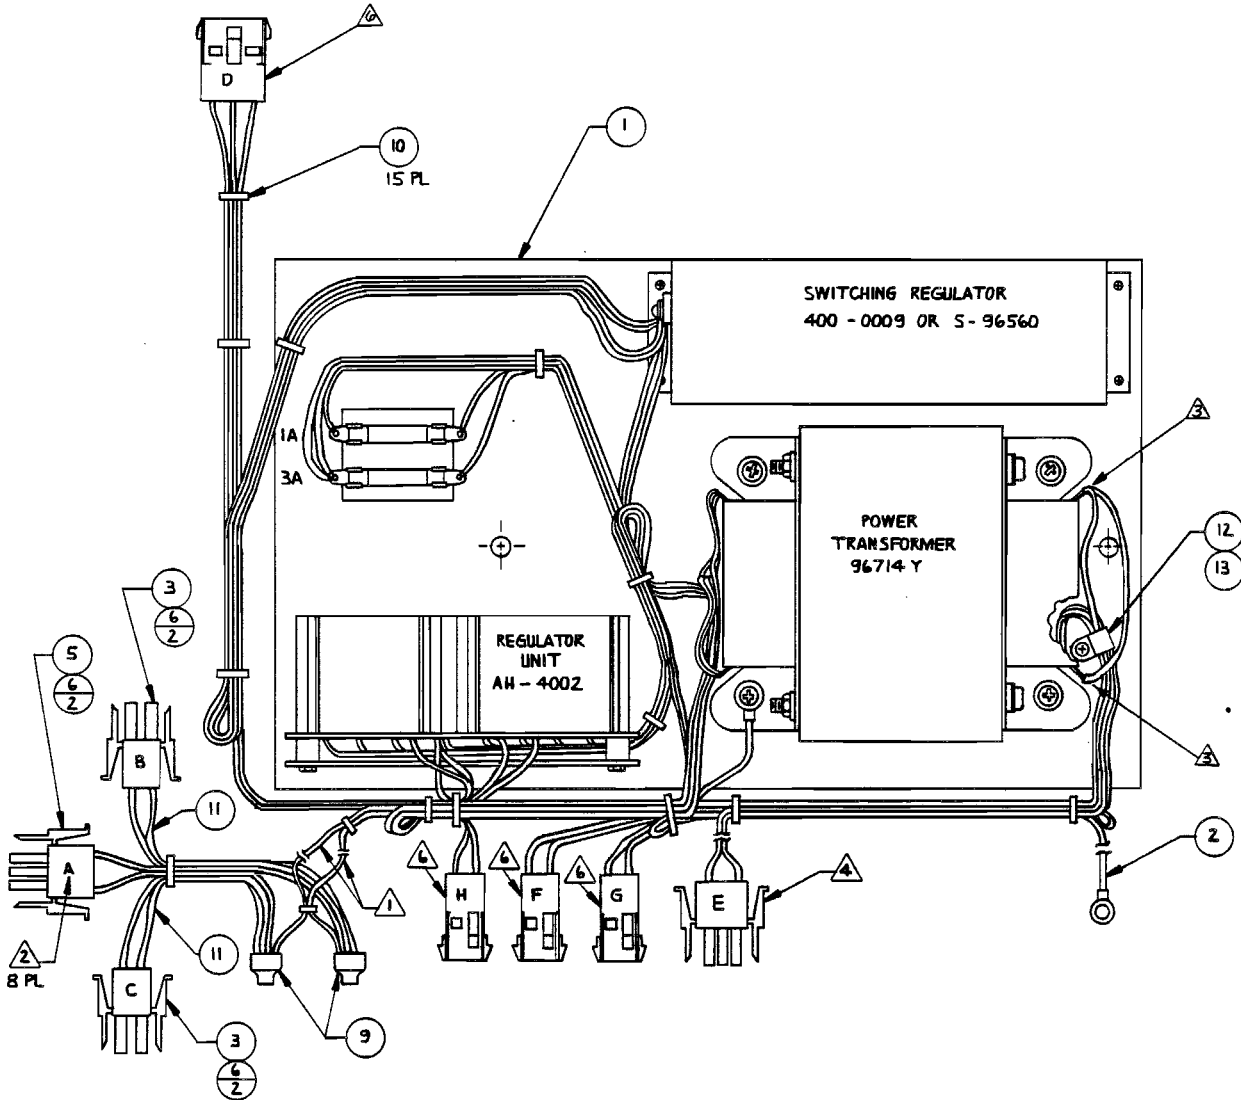 6
D
1
10
15 PL
SWITCHING REGULATOR
400 - 0009 OR S - 96560
1A
3A
3
POWER
TRANSFORMER
96714 Y
12
13
3
6
2
5
6
2
REGULATOR
UNIT
AH - 4002
B
3
11
2
A
6
6
6
4
H
F
G
E
1
2
8 PL
11
C
9
3
6
2